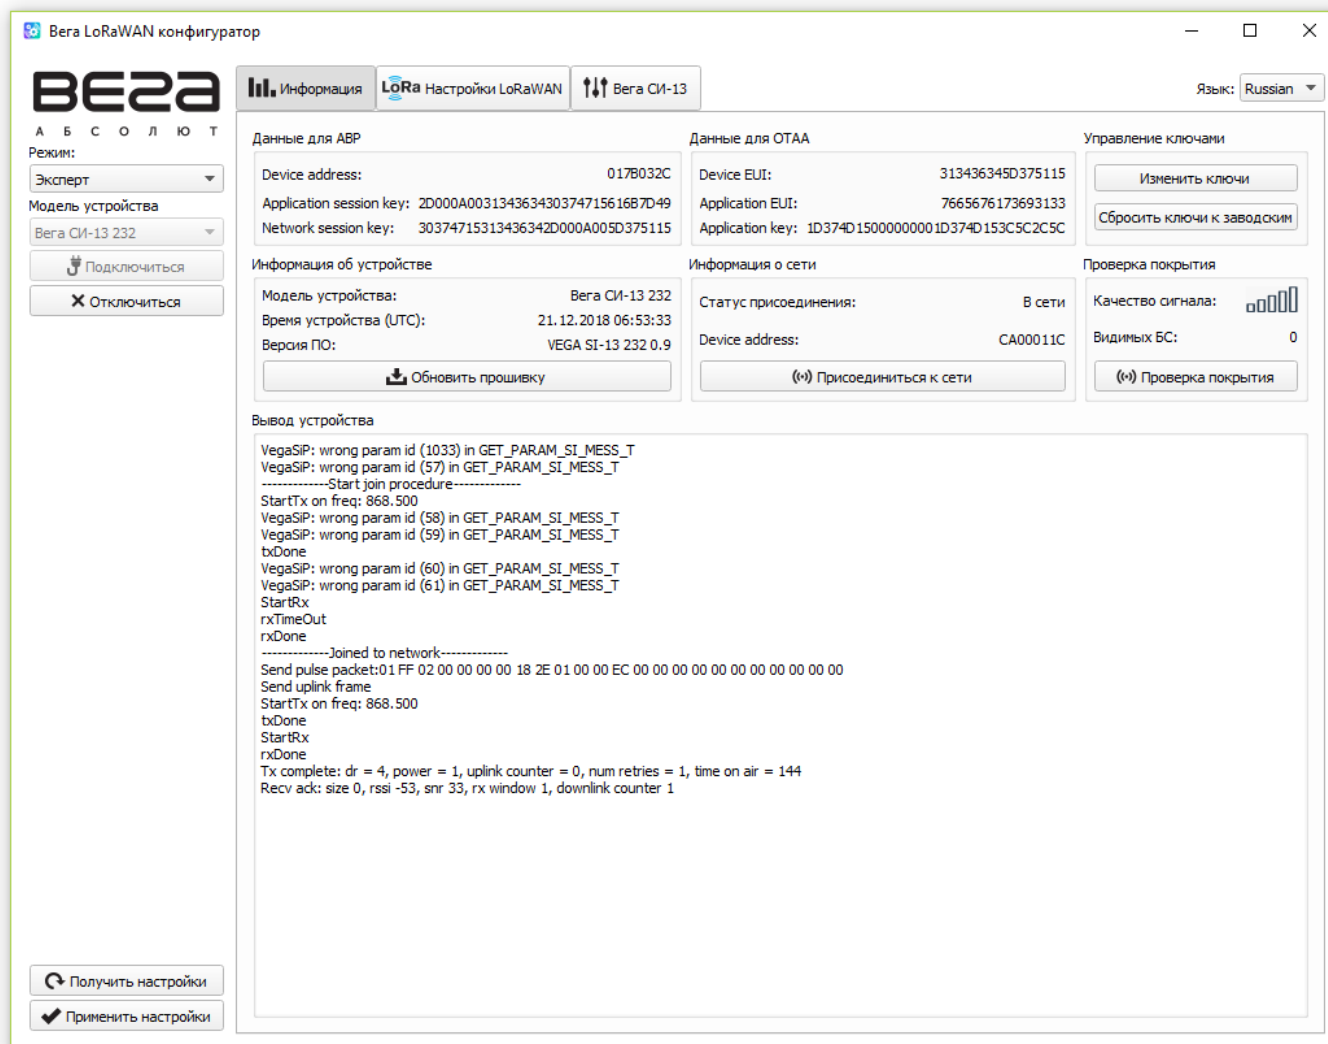 Вега LoRaWAN конфигуратор
ВЕГА
АБСОЛЮТ
Режим:
Эксперт
Модель устройства
Вега СИ-13 232
Подключиться
Отключиться
Информация
LoRa Настройки LoRaWAN
Вега СИ-13
Язык: Russian
Данные для ABP
Device address: 017B032C
Application session key: 2D000A003134363430374715616B7D49
Network session key: 30374715313436342D000A005D375115
Данные для OTAA
Device EUI: 313436345D375115
Application EUI: 7665676173693133
Application key: 1D374D15000000001D374D153C5C2C5C
Управление ключами
Изменить ключи
Сбросить ключи к заводским
Информация об устройстве
Модель устройства: Вега СИ-13 232
Время устройства (UTC): 21.12.2018 06:53:33
Версия ПО: VEGA SI-13 232 0.9
Обновить прошивку
Информация о сети
Статус присоединения: В сети
Device address: CA00011C
Присоединиться к сети
Проверка покрытия
Качество сигнала:
Видимых БС: 0
Проверка покрытия
Вывод устройства
VegaSiP: wrong param id (1033) in GET_PARAM_SI_MESS_T
VegaSiP: wrong param id (57) in GET_PARAM_SI_MESS_T
-------------Start join procedure-------------
StartTx on freq: 868.500
VegaSiP: wrong param id (58) in GET_PARAM_SI_MESS_T
VegaSiP: wrong param id (59) in GET_PARAM_SI_MESS_T
txDone
VegaSiP: wrong param id (60) in GET_PARAM_SI_MESS_T
VegaSiP: wrong param id (61) in GET_PARAM_SI_MESS_T
StartRx
rxTimeOut
rxDone
-------------Joined to network-------------
Send pulse packet:01 FF 02 00 00 00 00 18 2E 01 00 00 EC 00 00 00 00 00 00 00 00 00 00 00
Send uplink frame
StartTx on freq: 868.500
txDone
StartRx
rxDone
Tx complete: dr = 4, power = 1, uplink counter = 0, num retries = 1, time on air = 144
Recv ack: size 0, rssi -53, snr 33, rx window 1, downlink counter 1
Получить настройки
Применить настройки